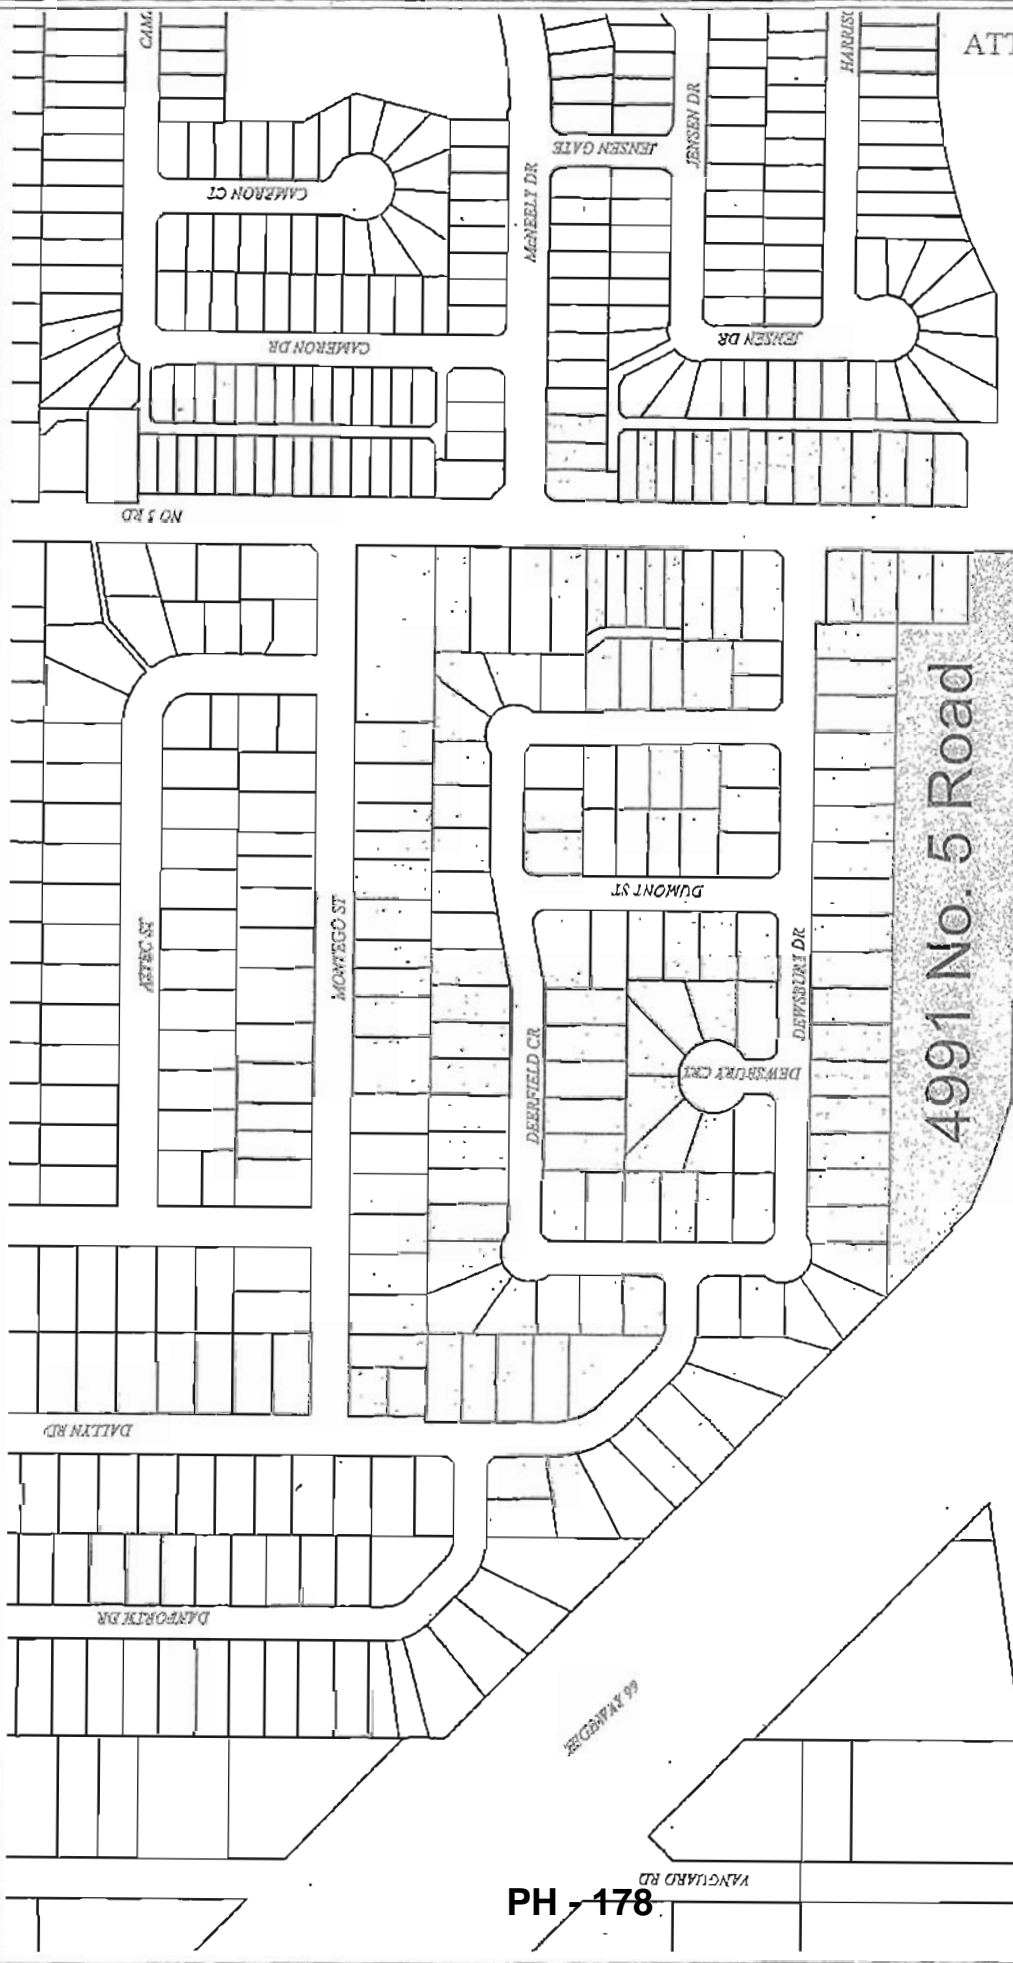 ATT
JENSEN GATE
JENSEN DR
CAMERON CT
McNEELY DR
CAMERON DR
JENSEN DR
NO 5 RD
4991 No. 5 Road
DUMONT ST
AZTEC ST
MONTEGO ST
DEWSBURY DR
DEERFIELD CR
DEWSBURY CRT
DALLYN RD
DANFORTH DR
HIGHWAY 99
VANGUARD RD
PH - 178